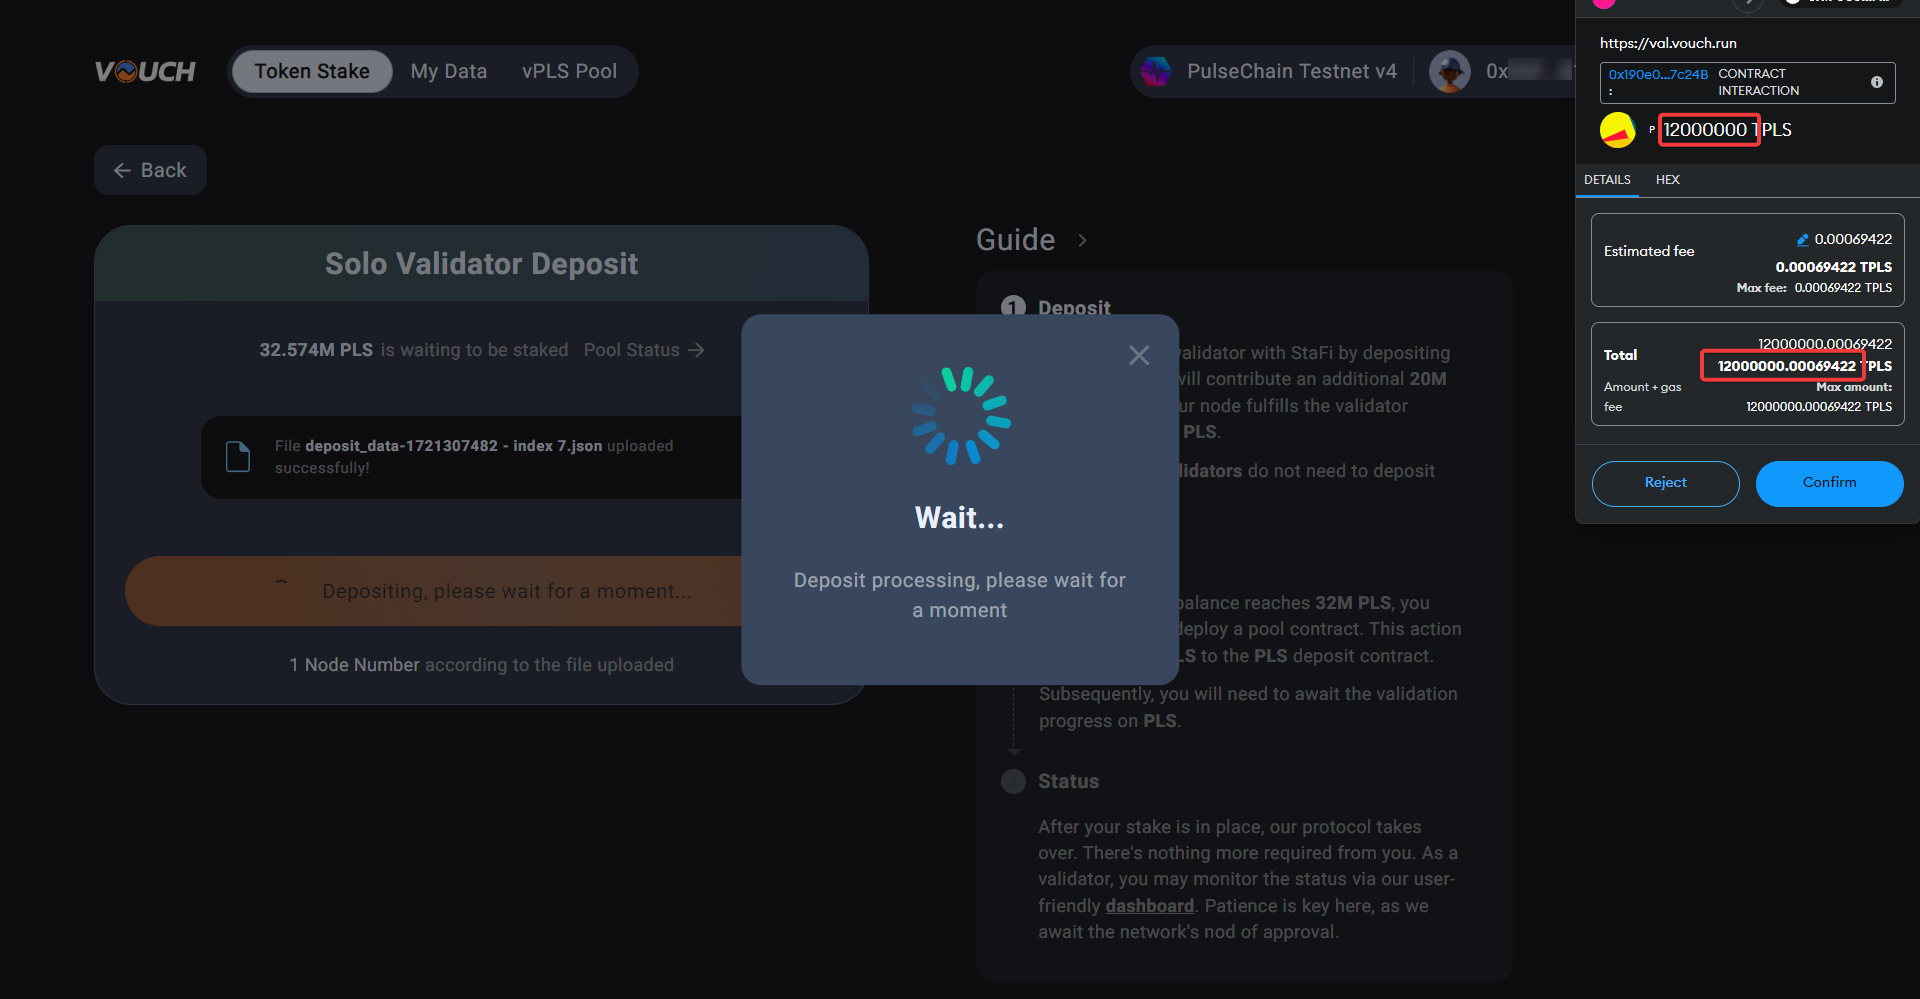 VOUCH
Token Stake
My Data
vPLS Pool
PulseChain Testnet v4
0x
Back
Solo Validator Deposit
32.574M PLS is waiting to be staked Pool Status
File deposit_data-1721307482 - index 7.json uploaded
successfully!
Depositing, please wait for a moment...
1 Node Number according to the file uploaded
Wait...
Deposit processing, please wait for
a moment
Guide
1 Deposit
validator with StaFi by depositing
will contribute an additional 20M
ur node fulfills the validator
PLS.
lidators do not need to deposit
balance reaches 32M PLS, you
deploy a pool contract. This action
LS to the PLS deposit contract.
Subsequently, you will need to await the validation
progress on PLS.
Status
After your stake is in place, our protocol takes
over. There's nothing more required from you. As a
validator, you may monitor the status via our user-
friendly dashboard. Patience is key here, as we
await the network's nod of approval.
https://val.vouch.run
0x190e0...7c24B CONTRACT
: INTERACTION
P 12000000 TPLS
DETAILS
HEX
0.00069422
Estimated fee
0.00069422 TPLS
Max fee: 0.00069422 TPLS
12000000.00069422
Total
12000000.00069422 TPLS
Amount + gas Max amount:
fee 12000000.00069422 TPLS
Reject
Confirm